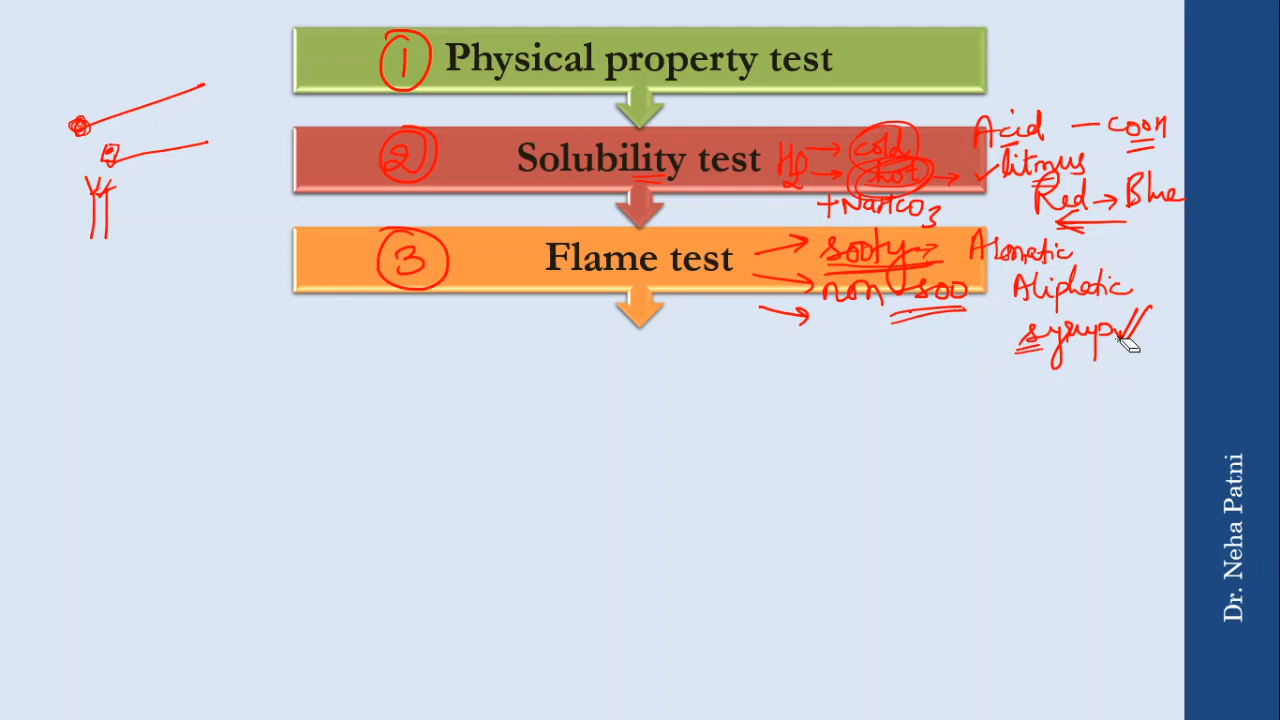 ① Physical property test
② Solubility test
H2O → cold
→ hot → ✓ litmus
+NaHCO3
Acid — COOH
Red → Blue
③ Flame test
→ sooty → Aromatic
→ non soo Aliphatic
→ syrupy
Dr. Neha Patni